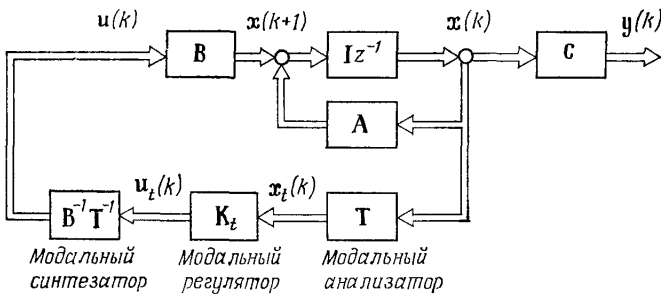 u(k)
x(k+1)
x(k)
y(k)
B
Iz⁻¹
C
A
u_t(k)
x_t(k)
B⁻¹T⁻¹
K_t
T
Модальный синтезатор
Модальный регулятор
Модальный анализатор